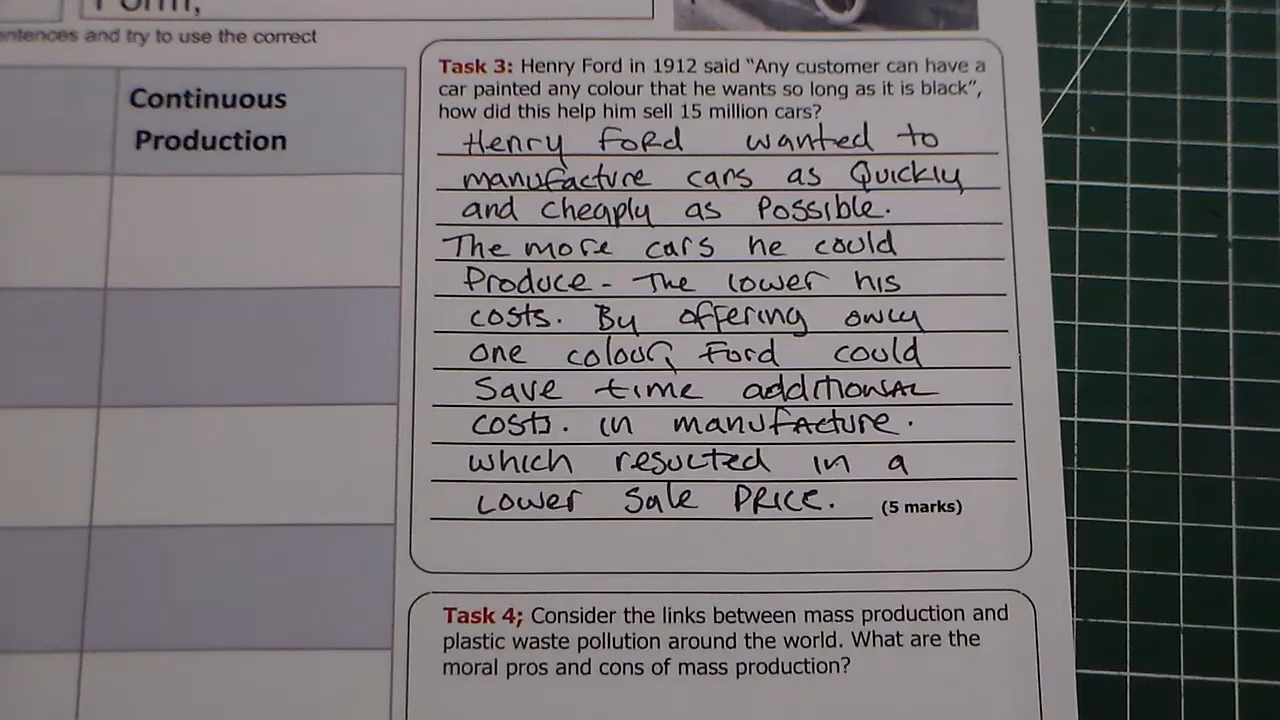 entences and try to use the correct
Continuous
Production
Task 3: Henry Ford in 1912 said "Any customer can have a
car painted any colour that he wants so long as it is black",
how did this help him sell 15 million cars?
Henry Ford wanted to
manufacture cars as Quickly
and cheaply as Possible.
The more cars he could
Produce - The lower his
costs. By offering only
one colour, Ford could
Save time additional
costs. in manufacture.
which resulted in a
Lower Sale PRICE. (5 marks)
Task 4; Consider the links between mass production and
plastic waste pollution around the world. What are the
moral pros and cons of mass production?